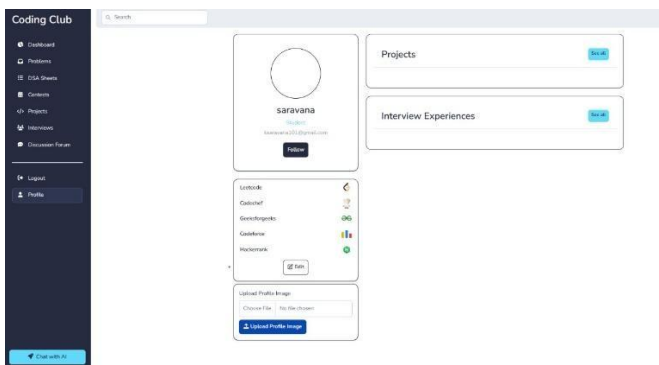 Coding Club
Search
Dashboard
Problems
DSA Sheets
Contests
Projects
Interviews
Discussion Forum
Logout
Profile
Chat with AI
saravana
Student
Follow
Leetcode
Codechef
Geeksforgeeks
Codeforce
Hackerrank
Edit
Upload Profile Image
Choose File No file chosen
Upload Profile Image
Projects
See all
Interview Experiences
See all